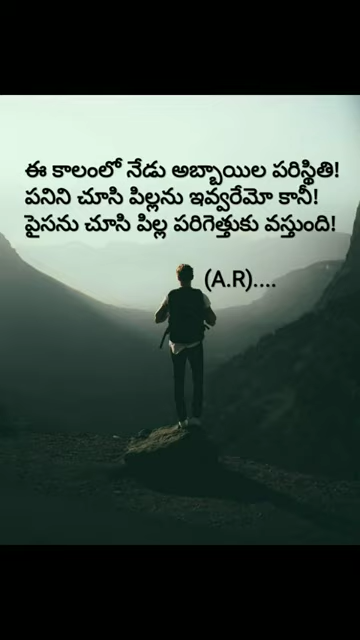 ఈ కాలంలో నేడు అబ్బాయిల పరిస్థితి!
పనిని చూసి పిల్లను ఇవ్వరేమో కానీ!
పైసను చూసి పిల్ల పరిగెత్తుకు వస్తుంది!
(A.R)....